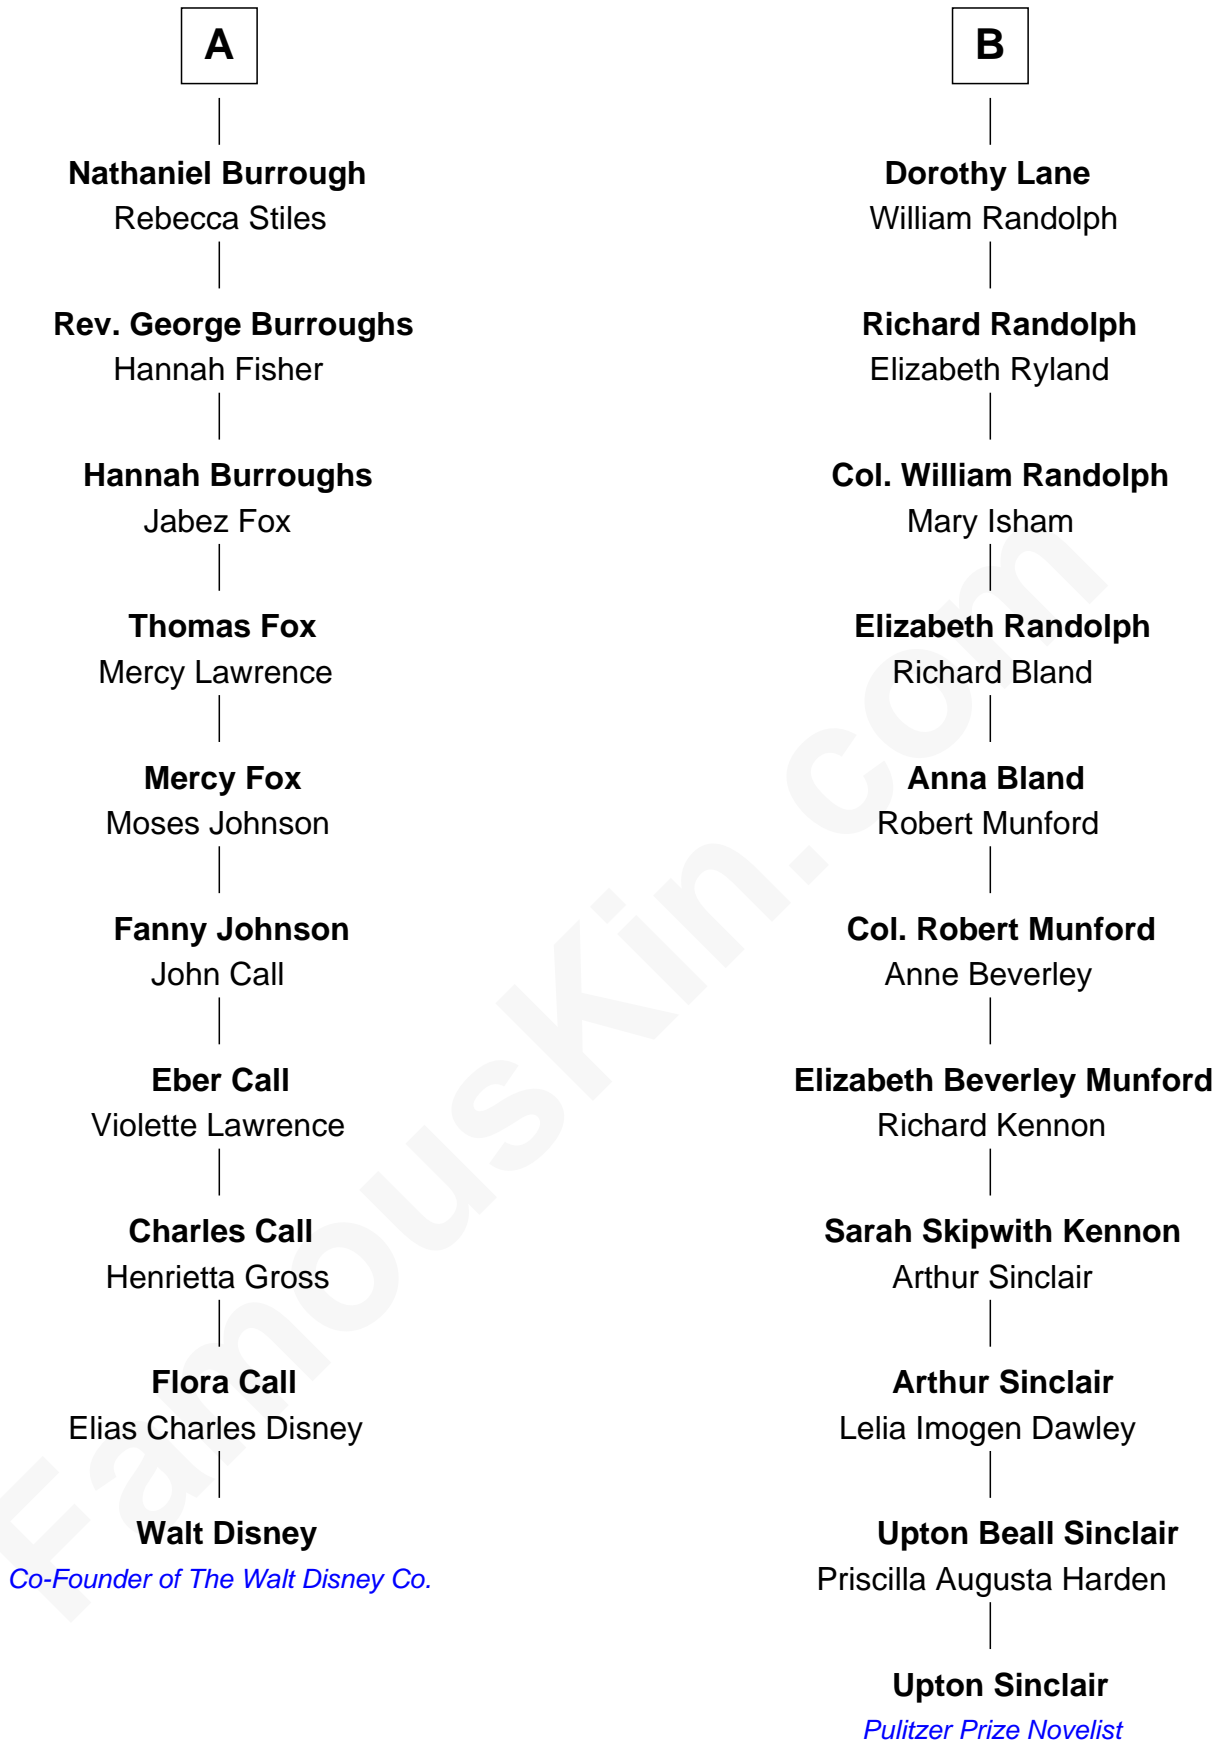 A
Nathaniel Burrough
Rebecca Stiles
Rev. George Burroughs
Hannah Fisher
Hannah Burroughs
Jabez Fox
Thomas Fox
Mercy Lawrence
Mercy Fox
Moses Johnson
Fanny Johnson
John Call
Eber Call
Violette Lawrence
Charles Call
Henrietta Gross
Flora Call
Elias Charles Disney
Walt Disney
Co-Founder of The Walt Disney Co.
B
Dorothy Lane
William Randolph
Richard Randolph
Elizabeth Ryland
Col. William Randolph
Mary Isham
Elizabeth Randolph
Richard Bland
Anna Bland
Robert Munford
Col. Robert Munford
Anne Beverley
Elizabeth Beverley Munford
Richard Kennon
Sarah Skipwith Kennon
Arthur Sinclair
Arthur Sinclair
Lelia Imogen Dawley
Upton Beall Sinclair
Priscilla Augusta Harden
Upton Sinclair
Pulitzer Prize Novelist
FamousKin.com